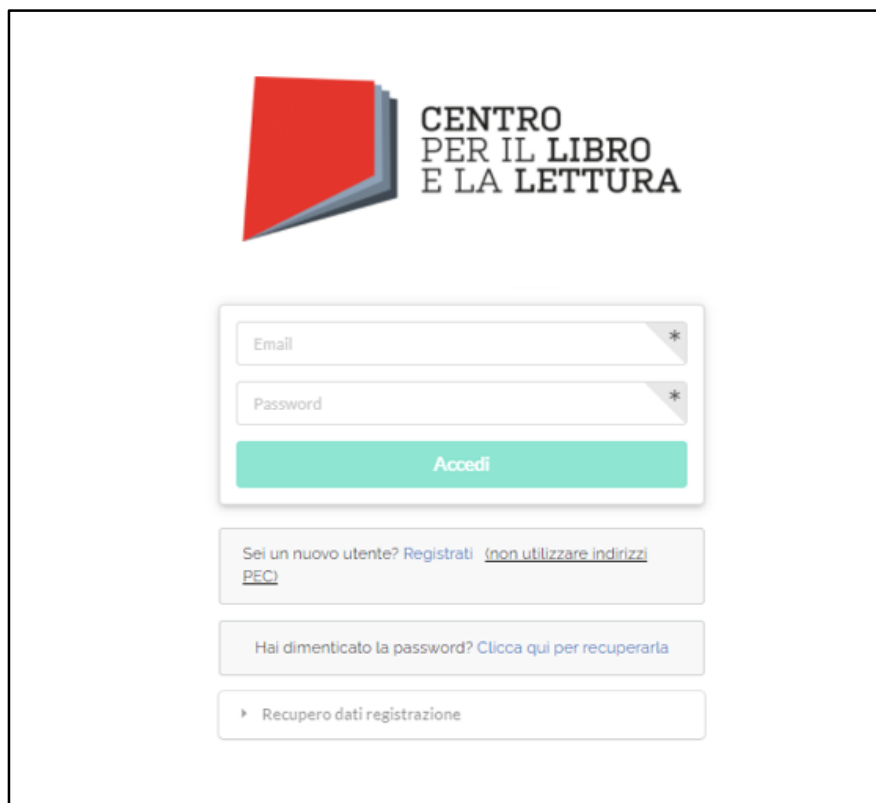 CENTRO
PER IL LIBRO
E LA LETTURA
Email *
Password *
Accedi
Sei un nuovo utente? Registrati (non utilizzare indirizzi
PEC)
Hai dimenticato la password? Clicca qui per recuperarla
Recupero dati registrazione